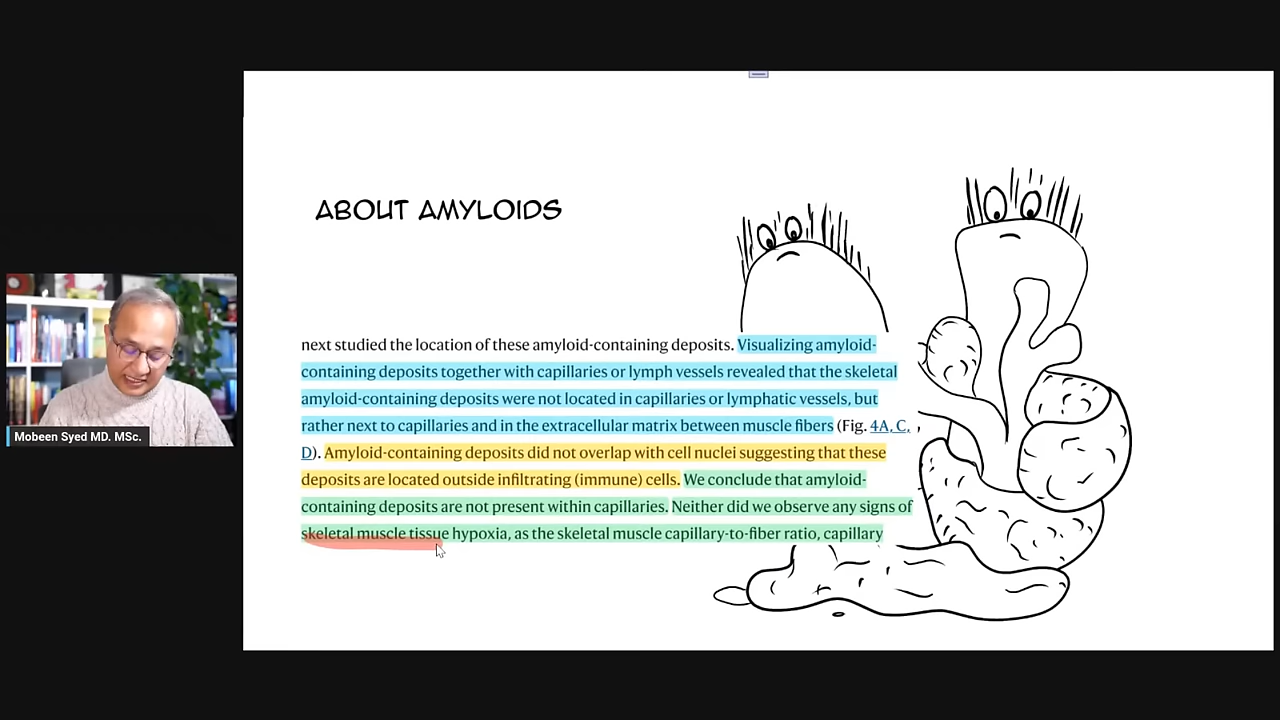 ABOUT AMYLOIDS
next studied the location of these amyloid-containing deposits. Visualizing amyloid-
containing deposits together with capillaries or lymph vessels revealed that the skeletal
amyloid-containing deposits were not located in capillaries or lymphatic vessels, but
rather next to capillaries and in the extracellular matrix between muscle fibers (Fig. 4A, C,
D). Amyloid-containing deposits did not overlap with cell nuclei suggesting that these
deposits are located outside infiltrating (immune) cells. We conclude that amyloid-
containing deposits are not present within capillaries. Neither did we observe any signs of
skeletal muscle tissue hypoxia, as the skeletal muscle capillary-to-fiber ratio, capillary
Mobeen Syed MD. MSc.